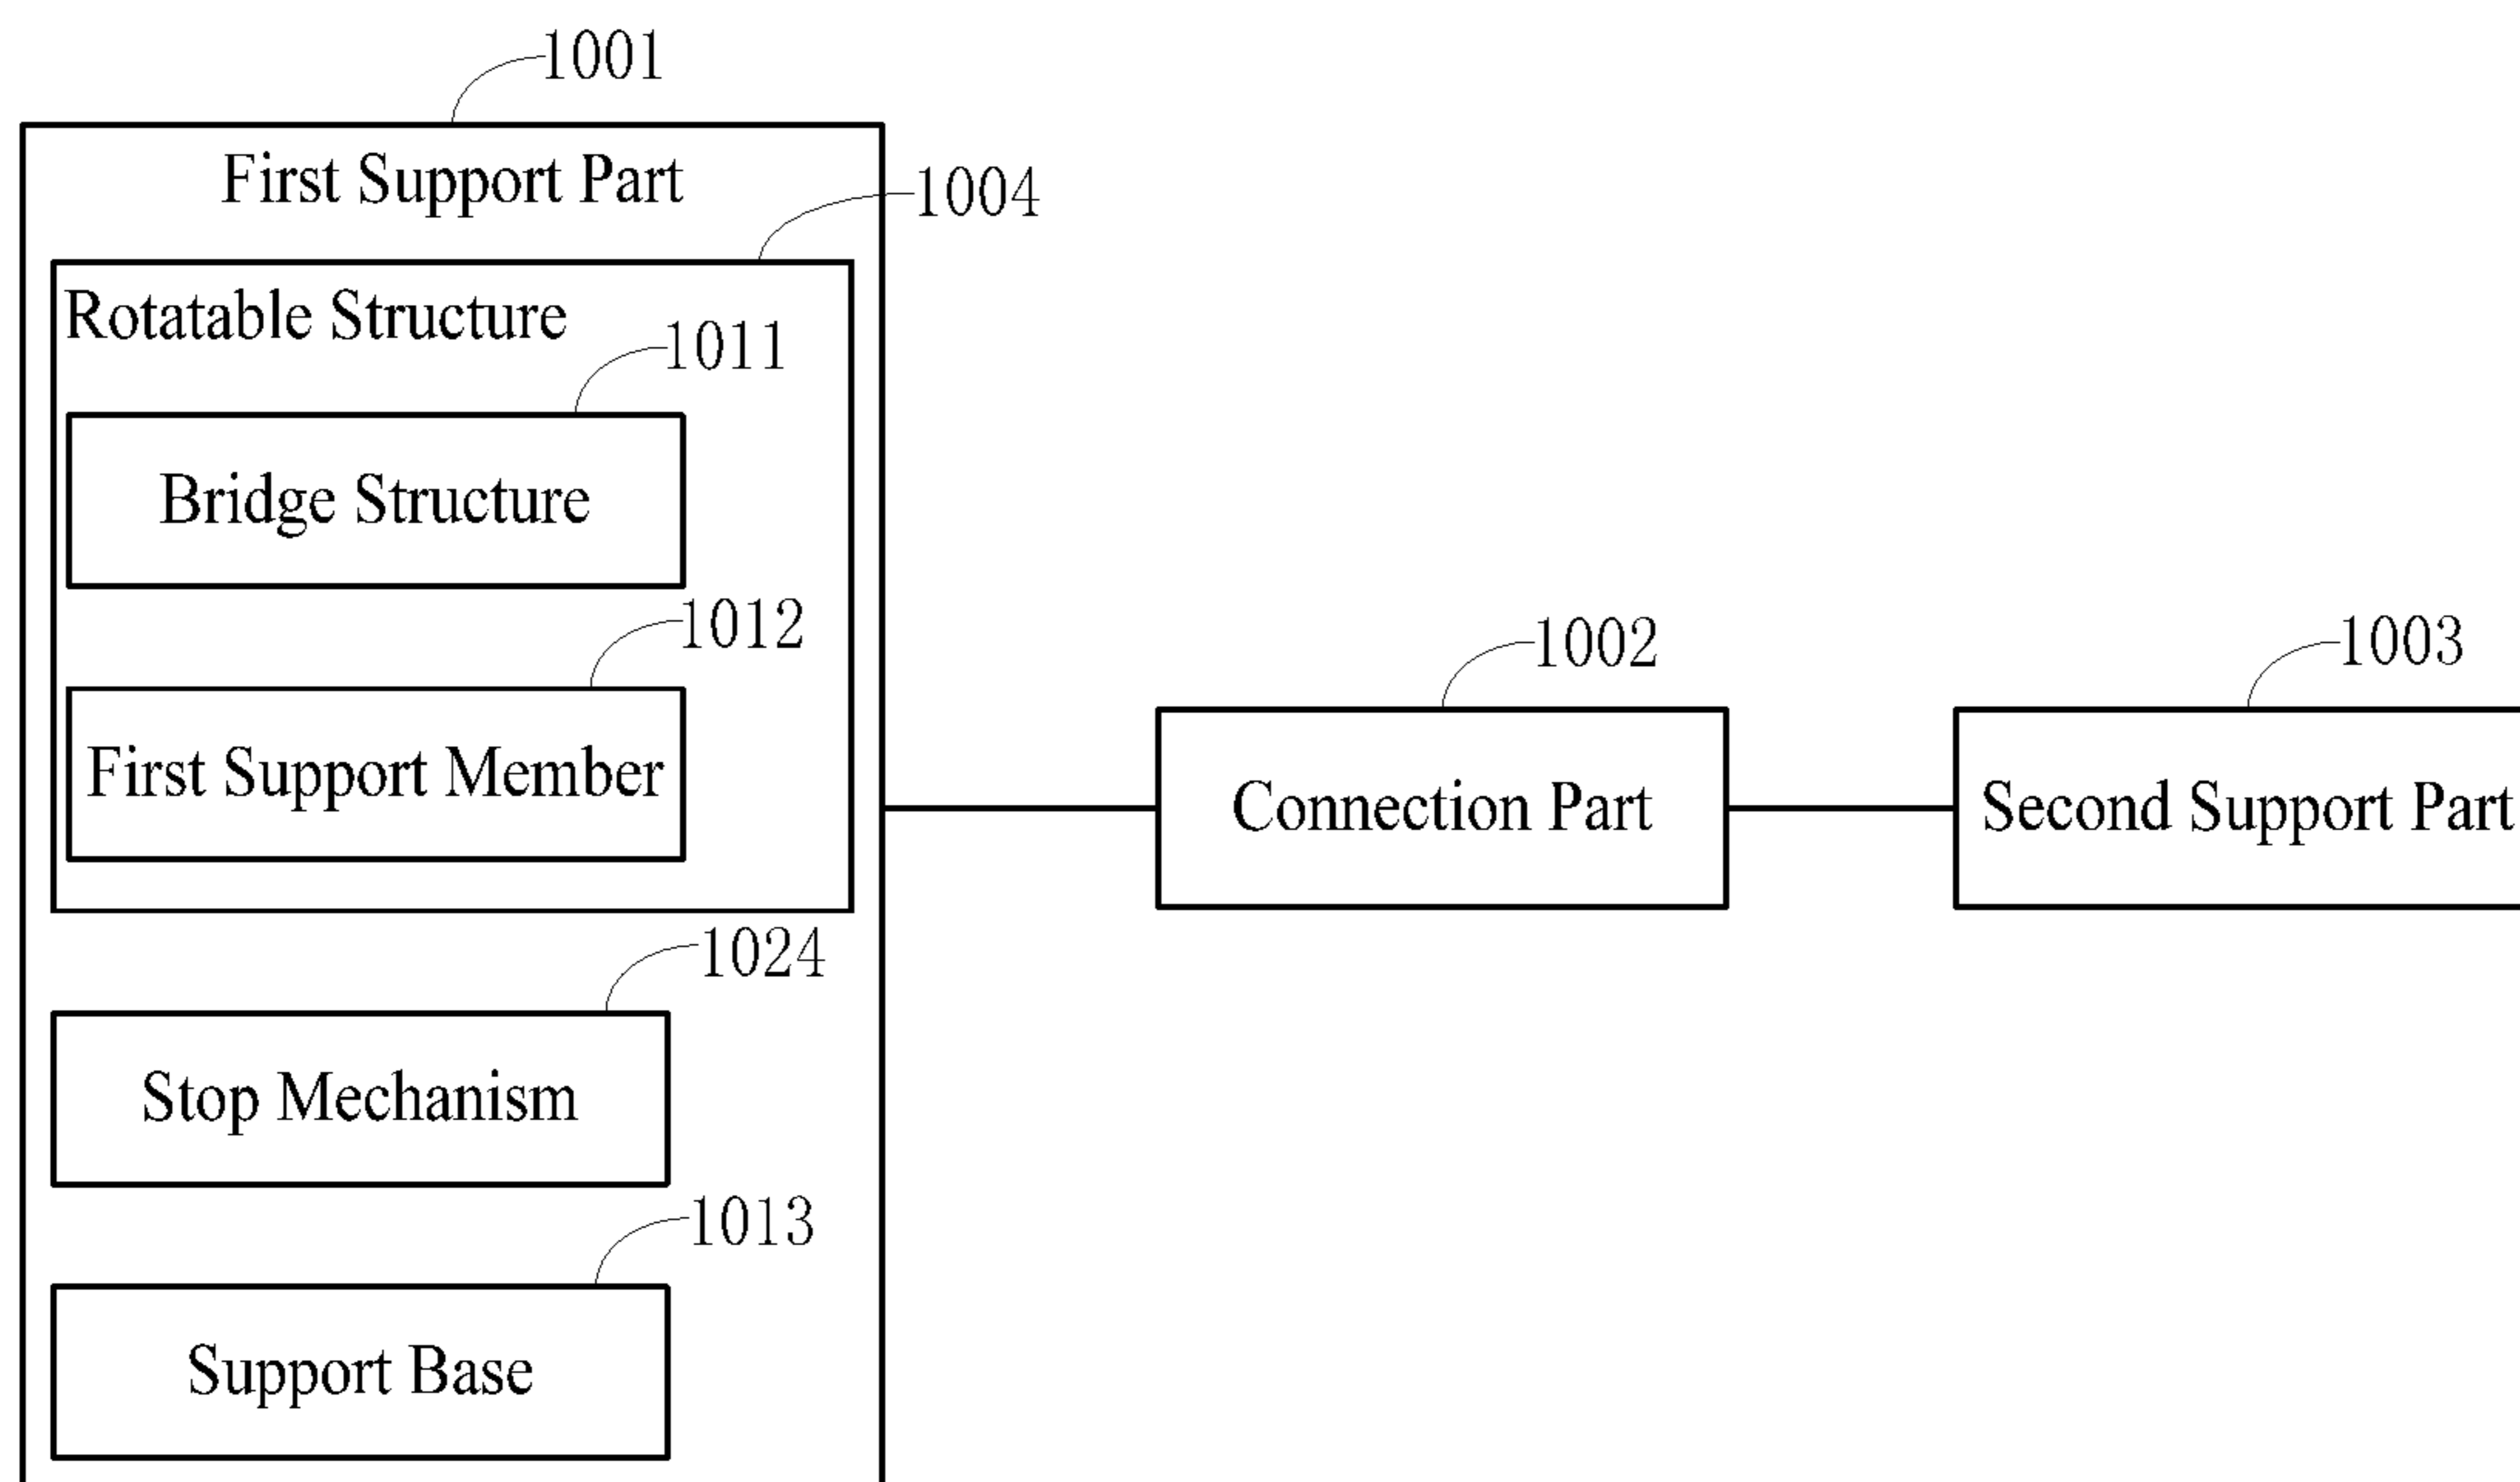 1001
First Support Part
1004
Rotatable Structure
1011
Bridge Structure
1012
First Support Member
1002
1003
Connection Part
Second Support Part
1024
Stop Mechanism
1013
Support Base